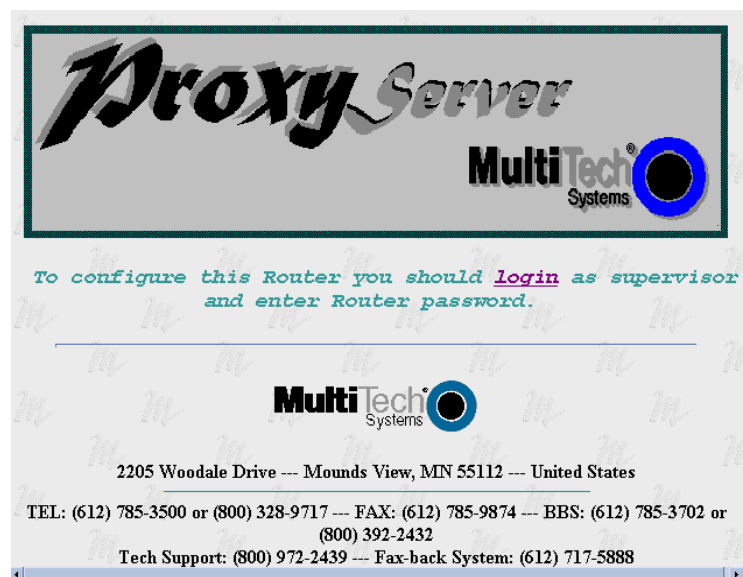 Proxy Server
MultiTech®
Systems
To configure this Router you should login as supervisor
and enter Router password.
MultiTech®
Systems
2205 Woodale Drive --- Mounds View, MN 55112 --- United States
TEL: (612) 785-3500 or (800) 328-9717 --- FAX: (612) 785-9874 --- BBS: (612) 785-3702 or
(800) 392-2432
Tech Support: (800) 972-2439 --- Fax-back System: (612) 717-5888